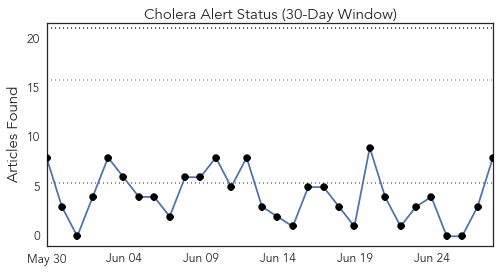 Cholera Alert Status (30-Day Window)
20
15
10
5
0
Articles Found
May 30
Jun 04
Jun 09
Jun 14
Jun 19
Jun 24